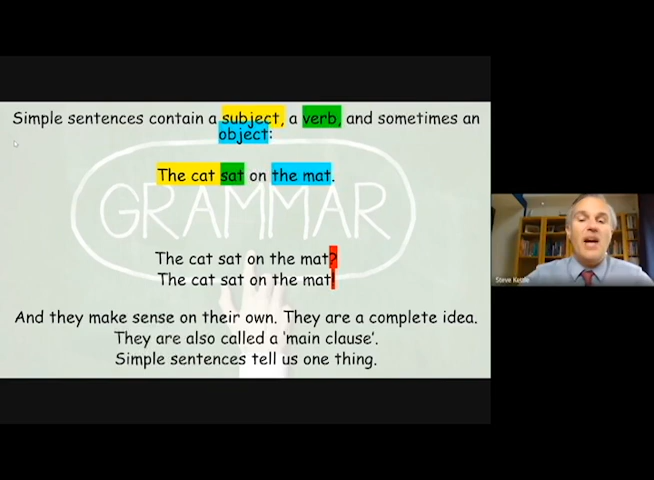 Simple sentences contain a subject, a verb, and sometimes an
object:
The cat sat on the mat.
GRAMMAR
The cat sat on the mat?
The cat sat on the mat!
And they make sense on their own. They are a complete idea.
They are also called a 'main clause'.
Simple sentences tell us one thing.
Steve